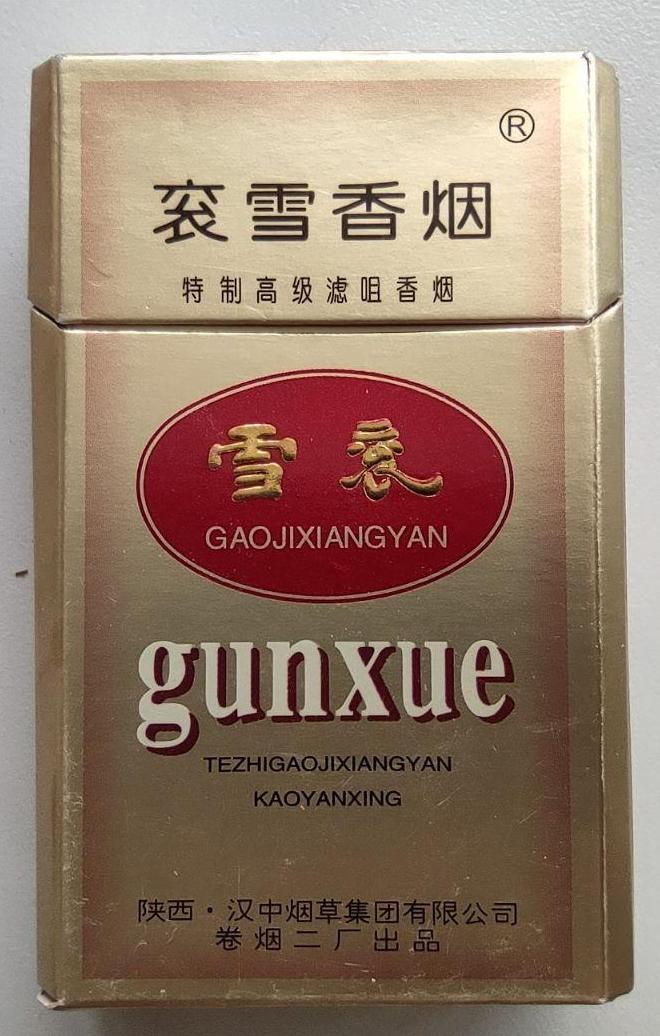 ®
衮雪香烟
特制高级滤咀香烟
雪 衮
GAOJIXIANGYAN
gunxue
TEZHIGAOJIXIANGYAN
KAOYANXING
陕西·汉中烟草集团有限公司
卷烟二厂出品